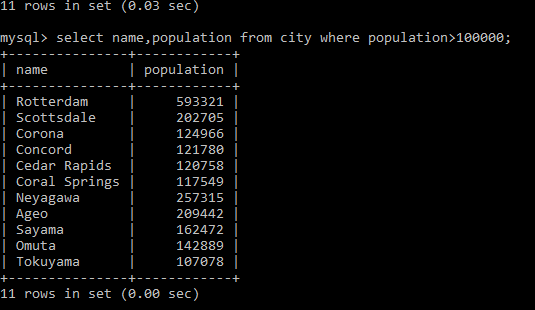 11 rows in set (0.03 sec)
mysql> select name,population from city where population>100000;
+---------------+------------+
| name          | population |
+---------------+------------+
| Rotterdam     |     593321 |
| Scottsdale    |     202705 |
| Corona        |     124966 |
| Concord       |     121780 |
| Cedar Rapids  |     120758 |
| Coral Springs |     117549 |
| Neyagawa      |     257315 |
| Ageo          |     209442 |
| Sayama        |     162472 |
| Omuta         |     142889 |
| Tokuyama      |     107078 |
+---------------+------------+
11 rows in set (0.00 sec)